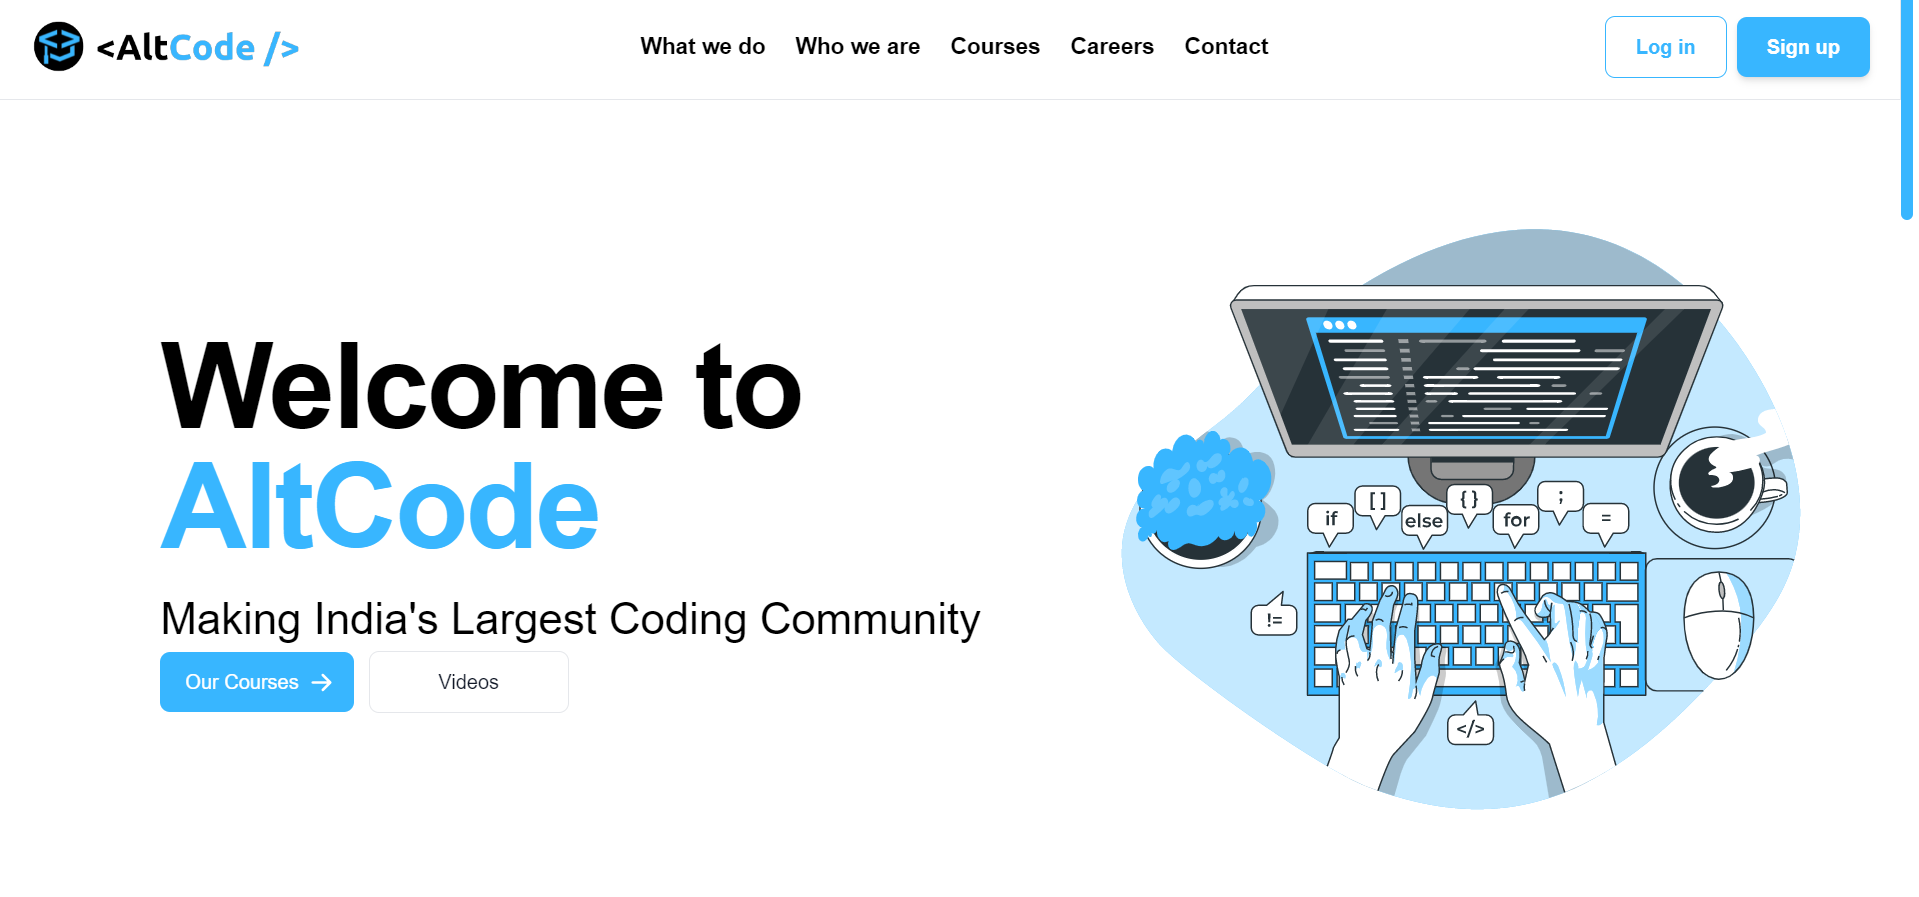 <AltCode />
What we do
Who we are
Courses
Careers
Contact
Log in
Sign up
Welcome to
AltCode
Making India's Largest Coding Community
Our Courses →
Videos
if
[ ]
else
{ }
for
;
=
!=
</>